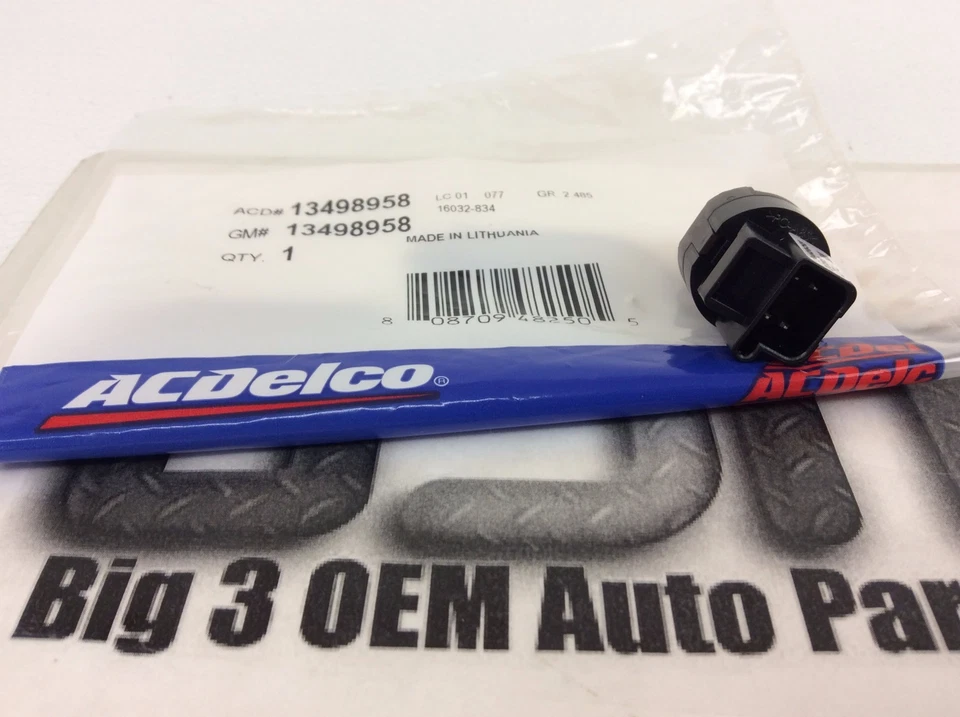 ACD# 13498958 LC 01 077 GR 2.485
16032-834
GM# 13498958
MADE IN LITHUANIA
QTY. 1
8 08709 48250 5
ACDelco®
ACDelc
Big 3 OEM Auto Par